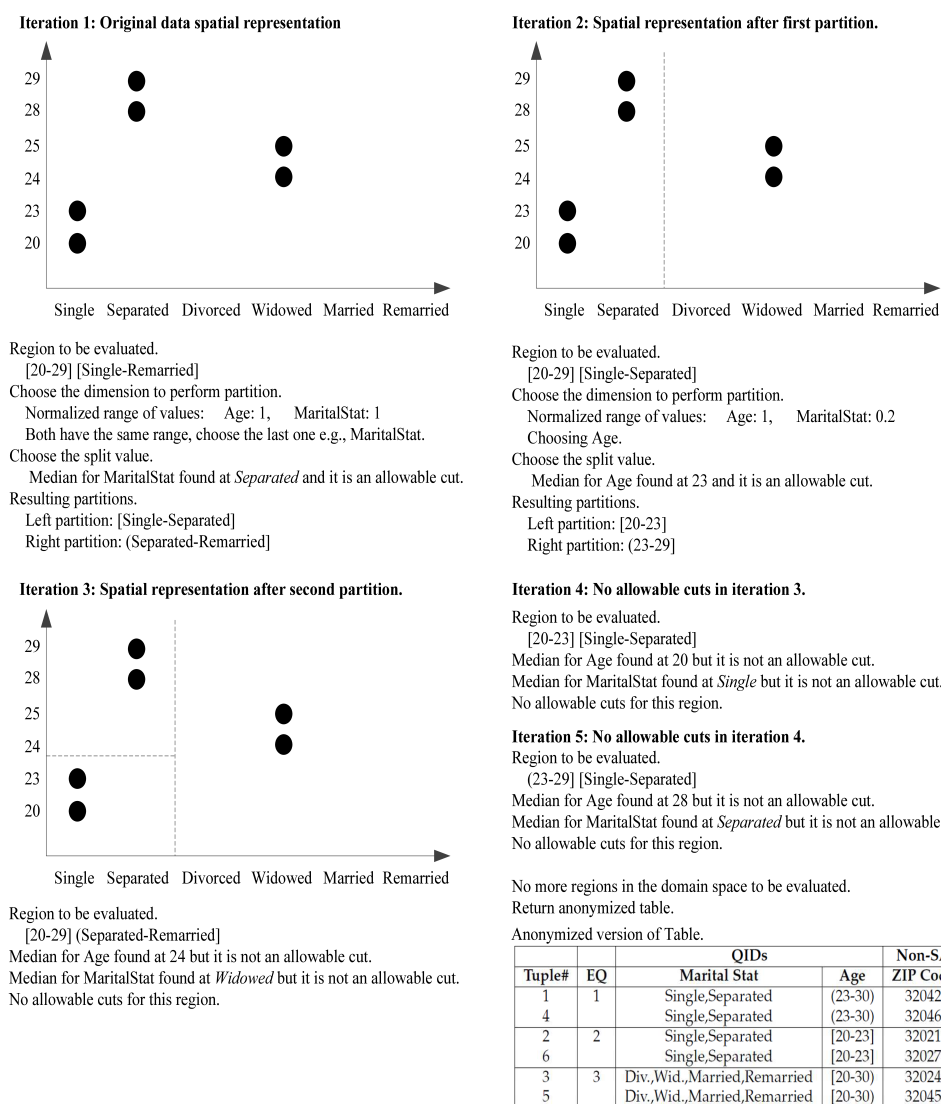 Iteration 1: Original data spatial representation
29
28
25
24
23
20
Single Separated Divorced Widowed Married Remarried
Region to be evaluated.
[20-29] [Single-Remarried]
Choose the dimension to perform partition.
Normalized range of values: Age: 1, MaritalStat: 1
Both have the same range, choose the last one e.g., MaritalStat.
Choose the split value.
Median for MaritalStat found at Separated and it is an allowable cut.
Resulting partitions.
Left partition: [Single-Separated]
Right partition: (Separated-Remarried]
Iteration 2: Spatial representation after first partition.
29
28
25
24
23
20
Single Separated Divorced Widowed Married Remarried
Region to be evaluated.
[20-29] [Single-Separated]
Choose the dimension to perform partition.
Normalized range of values: Age: 1, MaritalStat: 0.2
Choosing Age.
Choose the split value.
Median for Age found at 23 and it is an allowable cut.
Resulting partitions.
Left partition: [20-23]
Right partition: (23-29]
Iteration 3: Spatial representation after second partition.
29
28
25
24
23
20
Single Separated Divorced Widowed Married Remarried
Region to be evaluated.
[20-29] (Separated-Remarried]
Median for Age found at 24 but it is not an allowable cut.
Median for MaritalStat found at Widowed but it is not an allowable cut.
No allowable cuts for this region.
Iteration 4: No allowable cuts in iteration 3.
Region to be evaluated.
[20-23] [Single-Separated]
Median for Age found at 20 but it is not an allowable cut.
Median for MaritalStat found at Single but it is not an allowable cut.
No allowable cuts for this region.
Iteration 5: No allowable cuts in iteration 4.
Region to be evaluated.
(23-29] [Single-Separated]
Median for Age found at 28 but it is not an allowable cut.
Median for MaritalStat found at Separated but it is not an allowable
No allowable cuts for this region.
No more regions in the domain space to be evaluated.
Return anonymized table.
Anonymized version of Table.
QIDs Non-S
Tuple# EQ Marital Stat Age ZIP Co
1 1 Single,Separated (23-30) 32042
4 Single,Separated (23-30) 32046
2 2 Single,Separated [20-23] 32021
6 Single,Separated [20-23] 32027
3 3 Div.,Wid.,Married,Remarried [20-30) 32024
5 Div.,Wid.,Married,Remarried [20-30) 32045